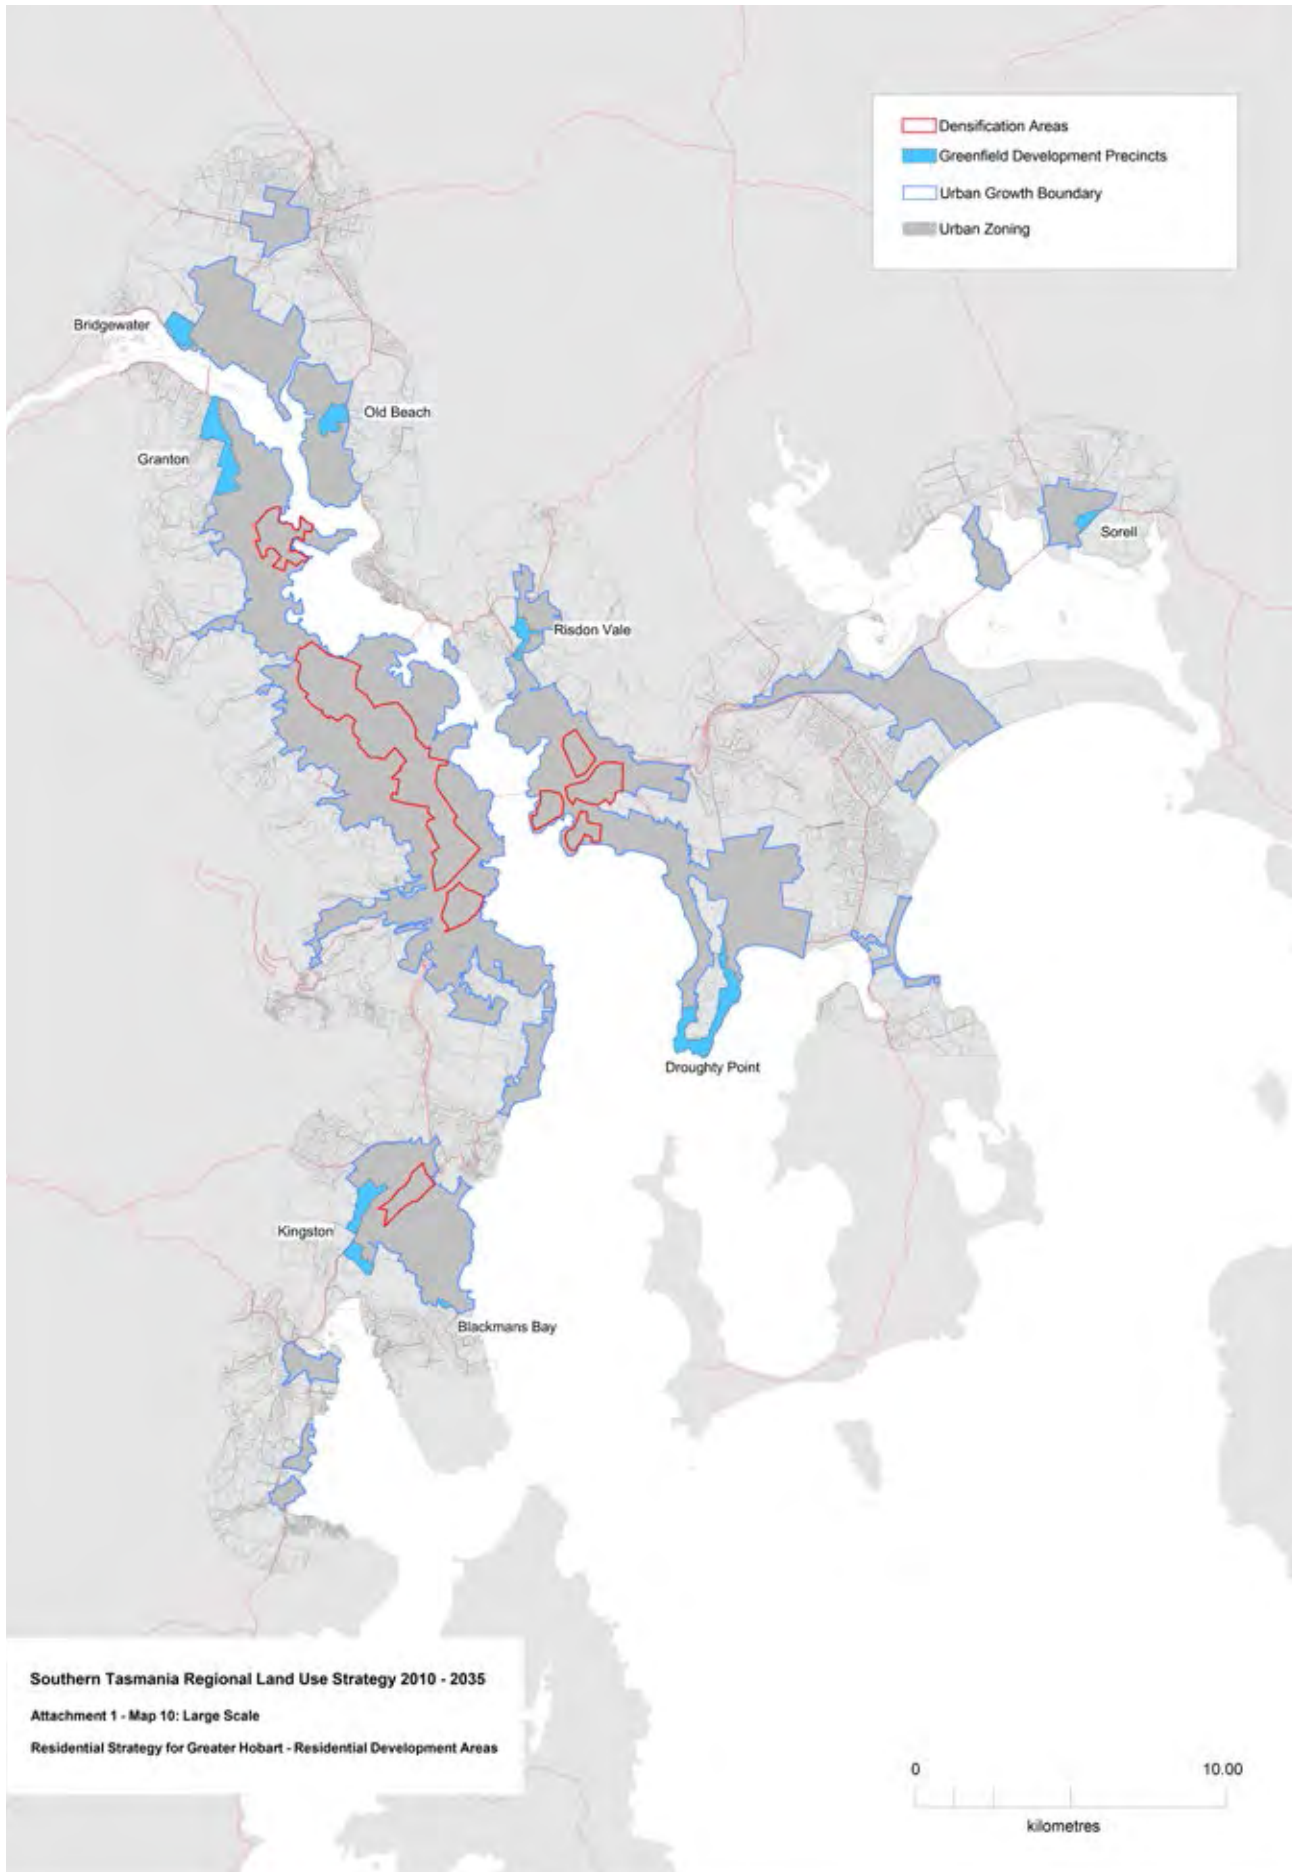 Densification Areas
Greenfield Development Precincts
Urban Growth Boundary
Urban Zoning
Bridgewater
Old Beach
Granton
Sorell
Risdon Vale
Droughty Point
Kingston
Blackmans Bay
Southern Tasmania Regional Land Use Strategy 2010 - 2035
Attachment 1 - Map 10: Large Scale
Residential Strategy for Greater Hobart - Residential Development Areas
0 10.00
kilometres